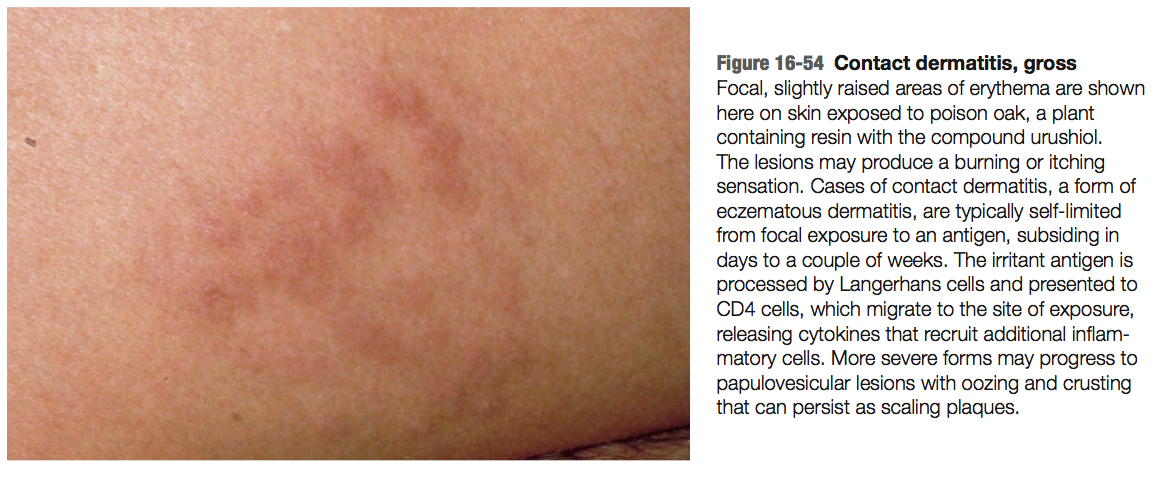 Figure 16-54 Contact dermatitis, gross
Focal, slightly raised areas of erythema are shown
here on skin exposed to poison oak, a plant
containing resin with the compound urushiol.
The lesions may produce a burning or itching
sensation. Cases of contact dermatitis, a form of
eczematous dermatitis, are typically self-limited
from focal exposure to an antigen, subsiding in
days to a couple of weeks. The irritant antigen is
processed by Langerhans cells and presented to
CD4 cells, which migrate to the site of exposure,
releasing cytokines that recruit additional inflam-
matory cells. More severe forms may progress to
papulovesicular lesions with oozing and crusting
that can persist as scaling plaques.